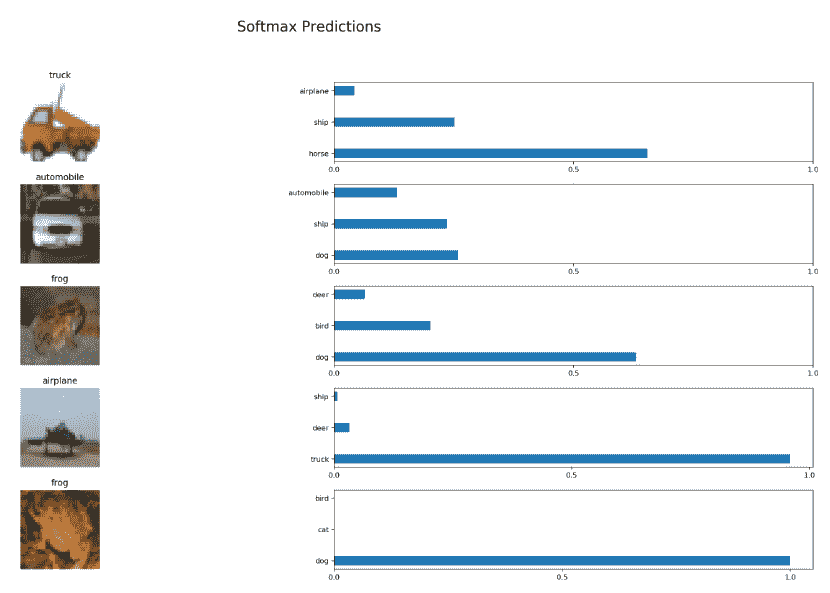 Softmax Predictions
truck
airplane
ship
horse
0.0 0.5 1.0
automobile
automobile
ship
dog
0.0 0.5 1.0
frog
deer
bird
dog
0.0 0.5 1.0
airplane
ship
deer
truck
0.0 0.5 1.0
frog
bird
cat
dog
0.0 0.5 1.0